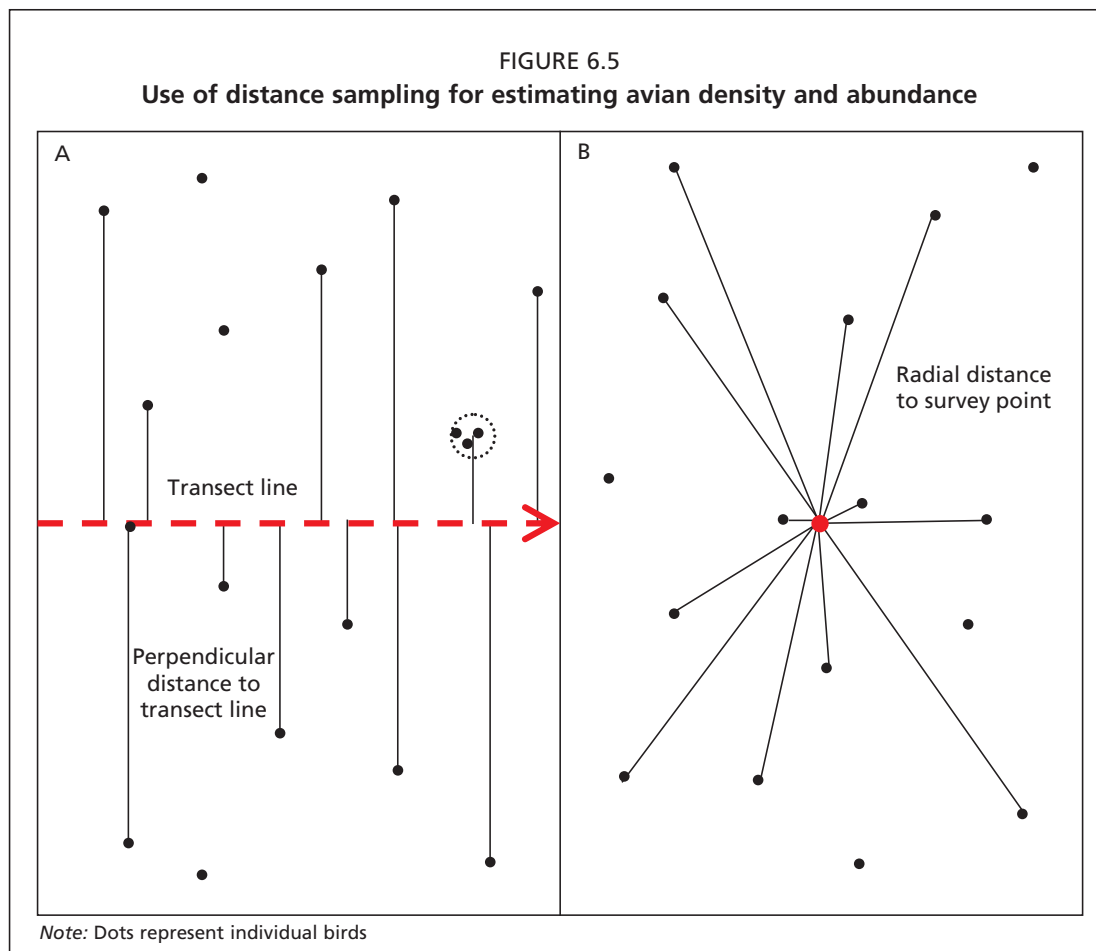 FIGURE 6.5
Use of distance sampling for estimating avian density and abundance
A
B
Radial distance
to survey point
Transect line
Perpendicular
distance to
transect line
Note: Dots represent individual birds